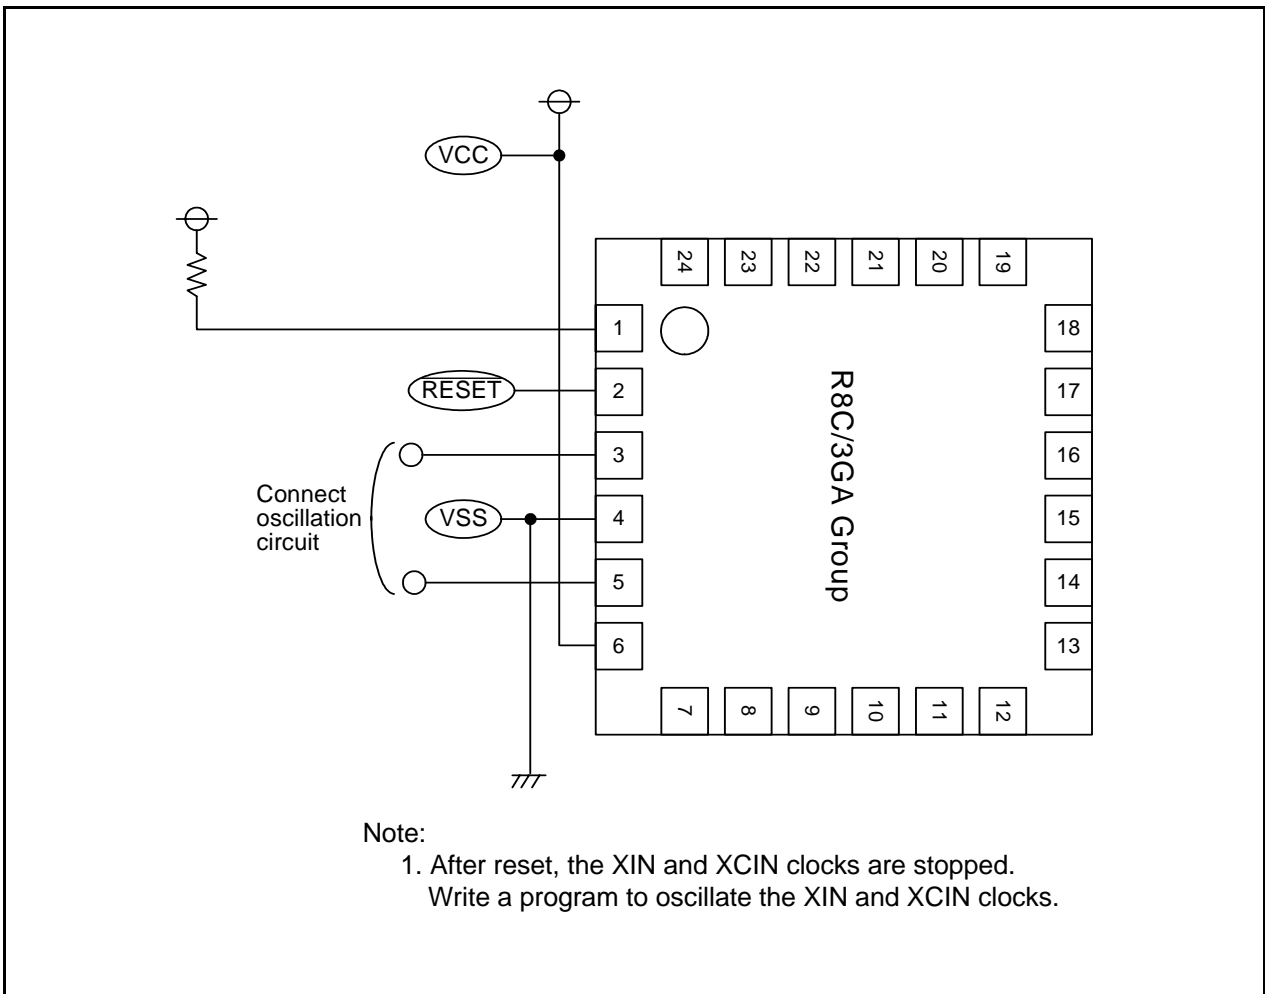 VCC
24
23
22
21
20
19
1
18
RESET
2
17
R8C/3GA Group
3
16
Connect
oscillation
circuit
VSS
4
15
5
14
6
13
7
8
9
10
11
12
Note:
1. After reset, the XIN and XCIN clocks are stopped.
Write a program to oscillate the XIN and XCIN clocks.